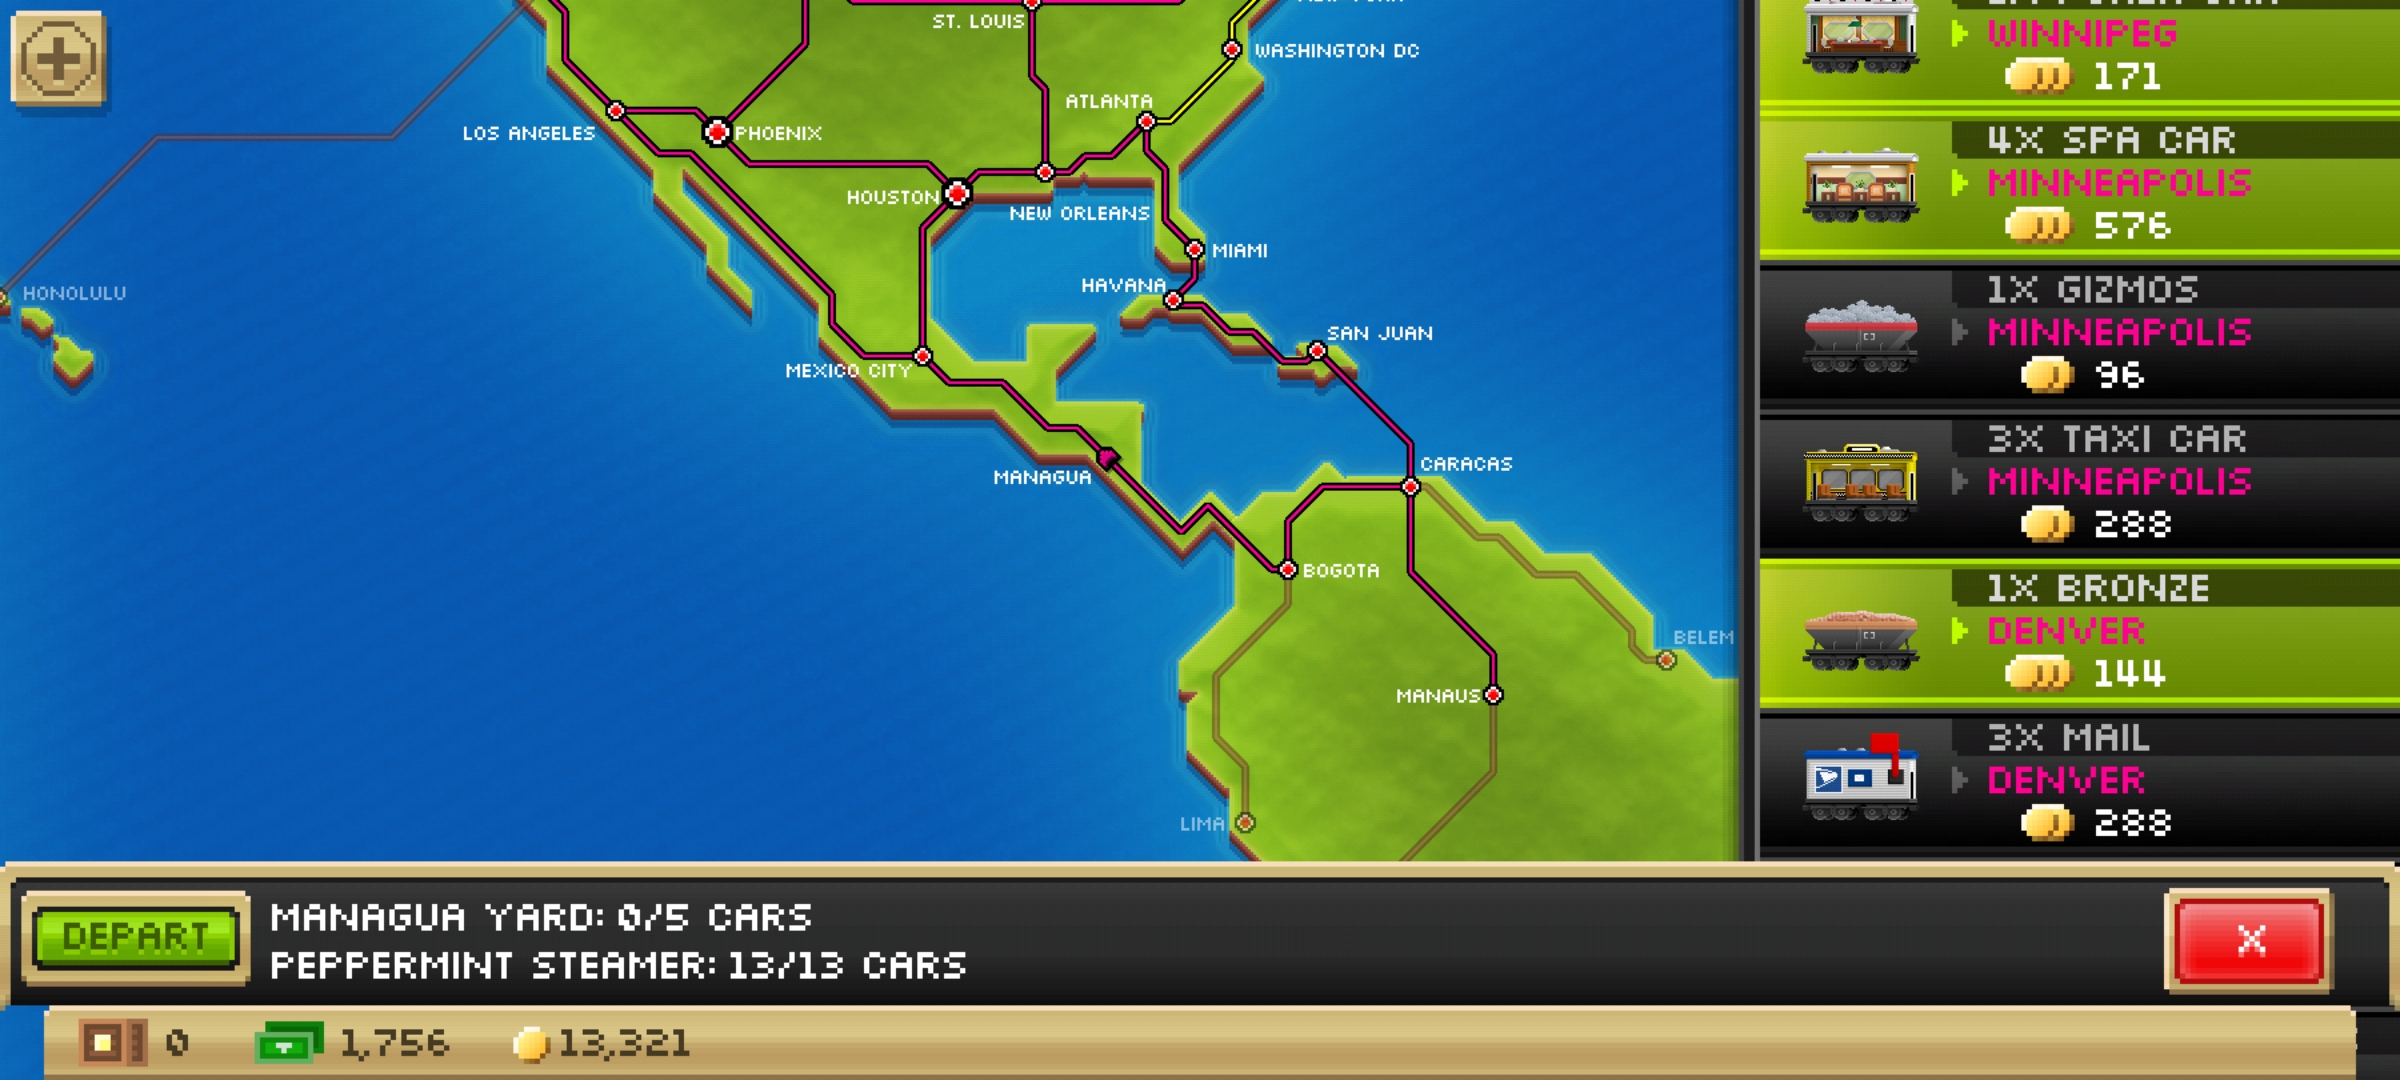 ST. LOUIS
WASHINGTON DC
ATLANTA
LOS ANGELES
PHOENIX
HOUSTON
NEW ORLEANS
MIAMI
HAVANA
HONOLULU
SAN JUAN
MEXICO CITY
MANAGUA
CARACAS
BOGOTA
BELEM
MANAUS
LIMA
WINNIPEG
171
4X SPA CAR
MINNEAPOLIS
576
1X GIZMOS
MINNEAPOLIS
96
3X TAXI CAR
MINNEAPOLIS
288
1X BRONZE
DENVER
144
3X MAIL
DENVER
288
DEPART
MANAGUA YARD: 0/5 CARS
PEPPERMINT STEAMER: 13/13 CARS
X
0
1,756
13,321